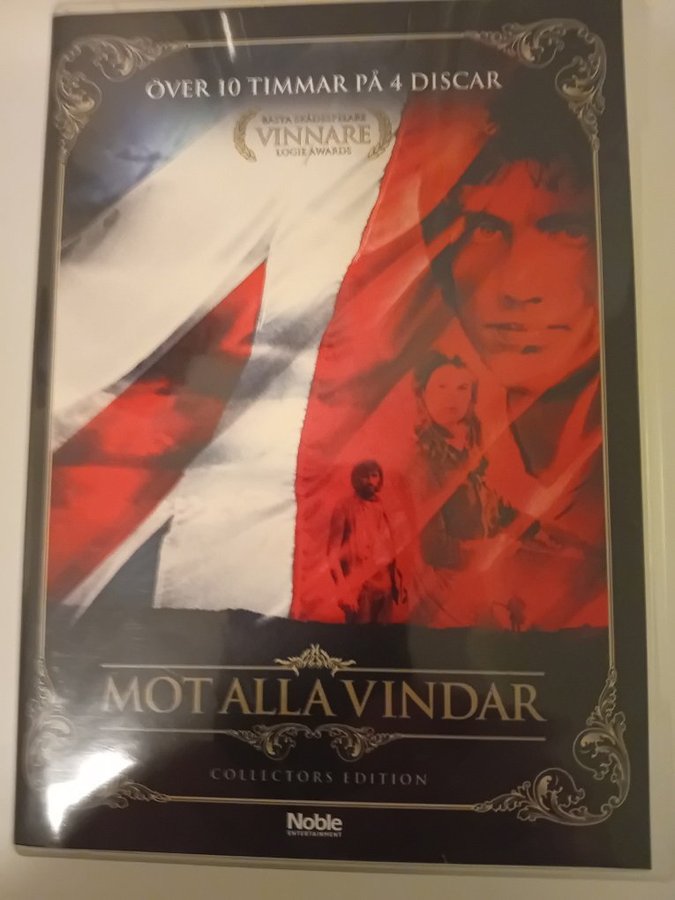 ÖVER 10 TIMMAR PÅ 4 DISCAR
BÄSTA SKÅDESPELARE
VINNARE
LOGIE AWARDS
MOT ALLA VINDAR
COLLECTORS EDITION
Noble
ENTERTAINMENT